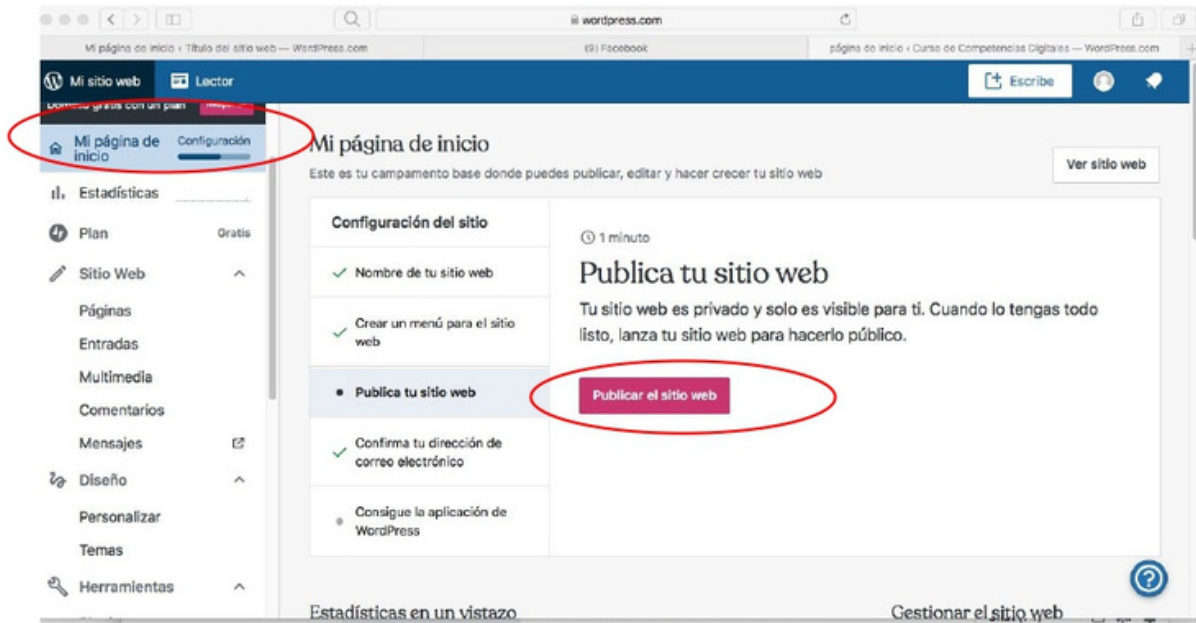 wordpress.com
Mi página de inicio ‹ Título del sitio web — WordPress.com
(9) Facebook
página de inicio ‹ Curso de Competencias Digitales — WordPress.com
Mi sitio web
Lector
Escribe
Dominio gratis con un plan
Mi página de
inicio
Configuración
Estadísticas
Plan
Gratis
Sitio Web
Páginas
Entradas
Multimedia
Comentarios
Mensajes
Diseño
Personalizar
Temas
Herramientas
Mi página de inicio
Este es tu campamento base donde puedes publicar, editar y hacer crecer tu sitio web
Ver sitio web
Configuración del sitio
Nombre de tu sitio web
Crear un menú para el sitio
web
Publica tu sitio web
Confirma tu dirección de
correo electrónico
Consigue la aplicación de
WordPress
1 minuto
Publica tu sitio web
Tu sitio web es privado y solo es visible para ti. Cuando lo tengas todo
listo, lanza tu sitio web para hacerlo público.
Publicar el sitio web
Estadísticas en un vistazo
Gestionar el sitio web